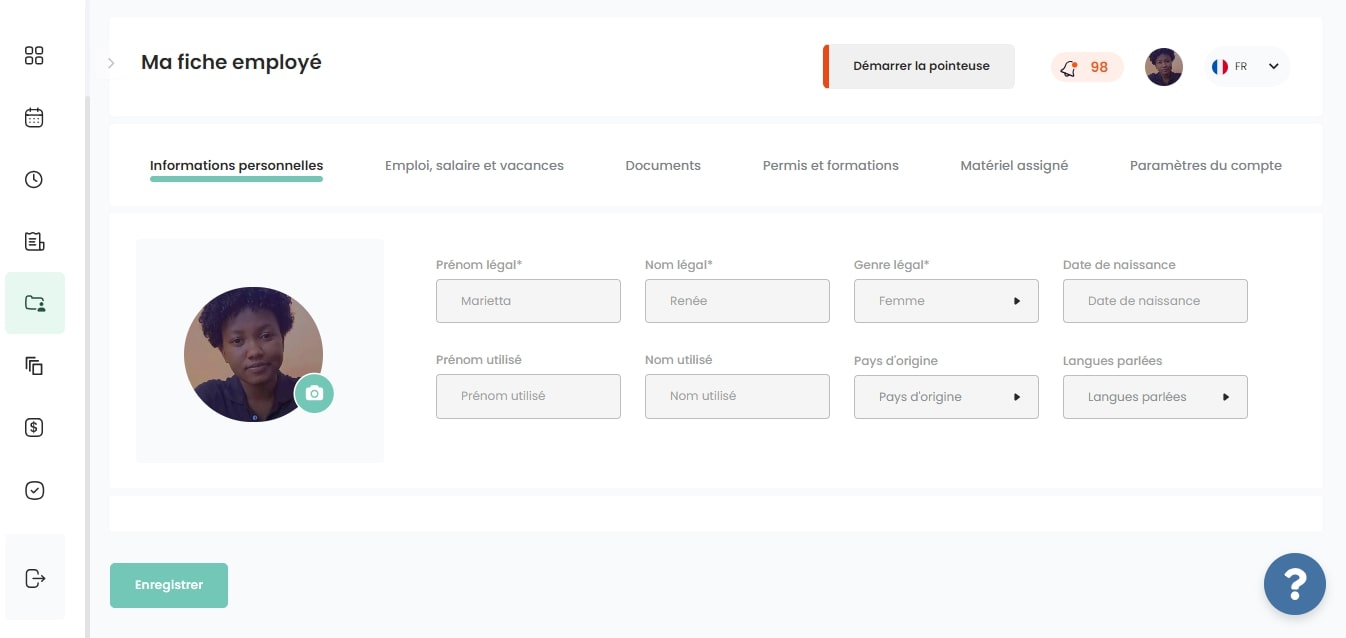 Ma fiche employé
Démarrer la pointeuse
98
FR
Informations personnelles
Emploi, salaire et vacances
Documents
Permis et formations
Matériel assigné
Paramètres du compte
Prénom légal*
Nom légal*
Genre légal*
Date de naissance
Marietta
Renée
Femme
Date de naissance
Prénom utilisé
Nom utilisé
Pays d'origine
Langues parlées
Prénom utilisé
Nom utilisé
Pays d'origine
Langues parlées
Enregistrer
?